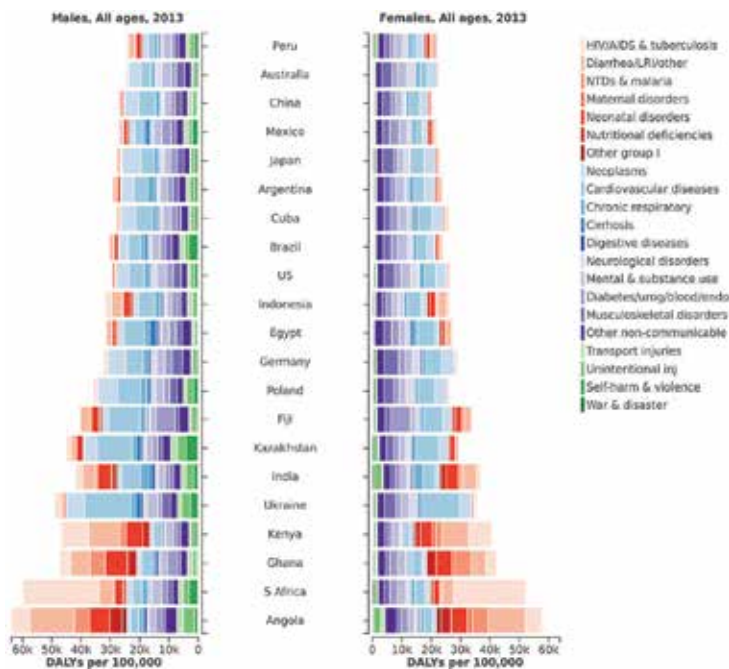 Males, All ages, 2013
Females, All ages, 2013
Peru
Australia
China
Mexico
Japan
Argentina
Cuba
Brazil
US
Indonesia
Egypt
Germany
Poland
Fiji
Kazakhstan
India
Ukraine
Kenya
Ghana
S Africa
Angola
HIV/AIDS & tuberculosis
Diarrhea/LRI/other
NTDs & malaria
Maternal disorders
Neonatal disorders
Nutritional deficiencies
Other group I
Neoplasms
Cardiovascular diseases
Chronic respiratory
Cirrhosis
Digestive diseases
Neurological disorders
Mental & substance use
Diabetes/urog/blood/endo
Musculoskeletal disorders
Other non-communicable
Transport injuries
Unintentional inj
Self-harm & violence
War & disaster
60k 50k 40k 30k 20k 10k 0
DALYs per 100,000
0 10k 20k 30k 40k 50k 60k
DALYs per 100,000